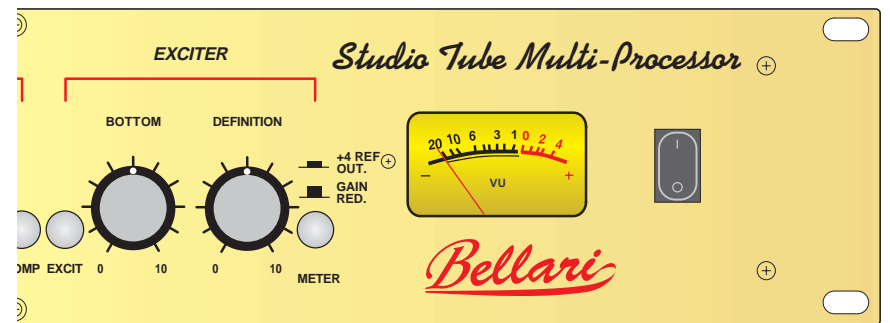 EXCITER
Studio Tube Multi-Processor
BOTTOM
DEFINITION
+4 REF
OUT.
GAIN
RED.
20 10 6 3 1 0 2 4
− +
VU
I
O
OMP
EXCIT
0 10
0 10
METER
Bellari